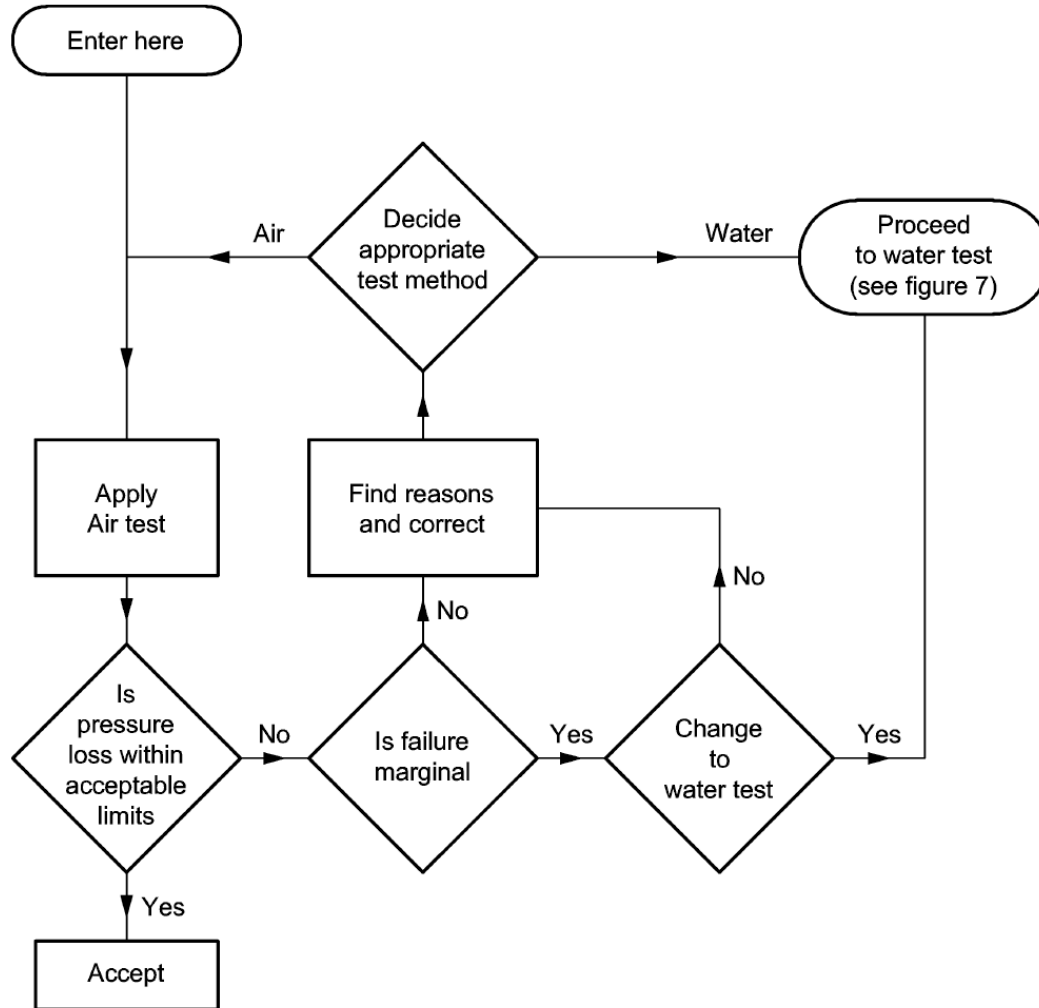 Enter here
Decide
appropriate
test method
Air
Water
Proceed
to water test
(see figure 7)
Apply
Air test
Find reasons
and correct
No
No
Is
pressure
loss within
acceptable
limits
No
Is failure
marginal
Yes
Change
to
water test
Yes
Yes
Accept